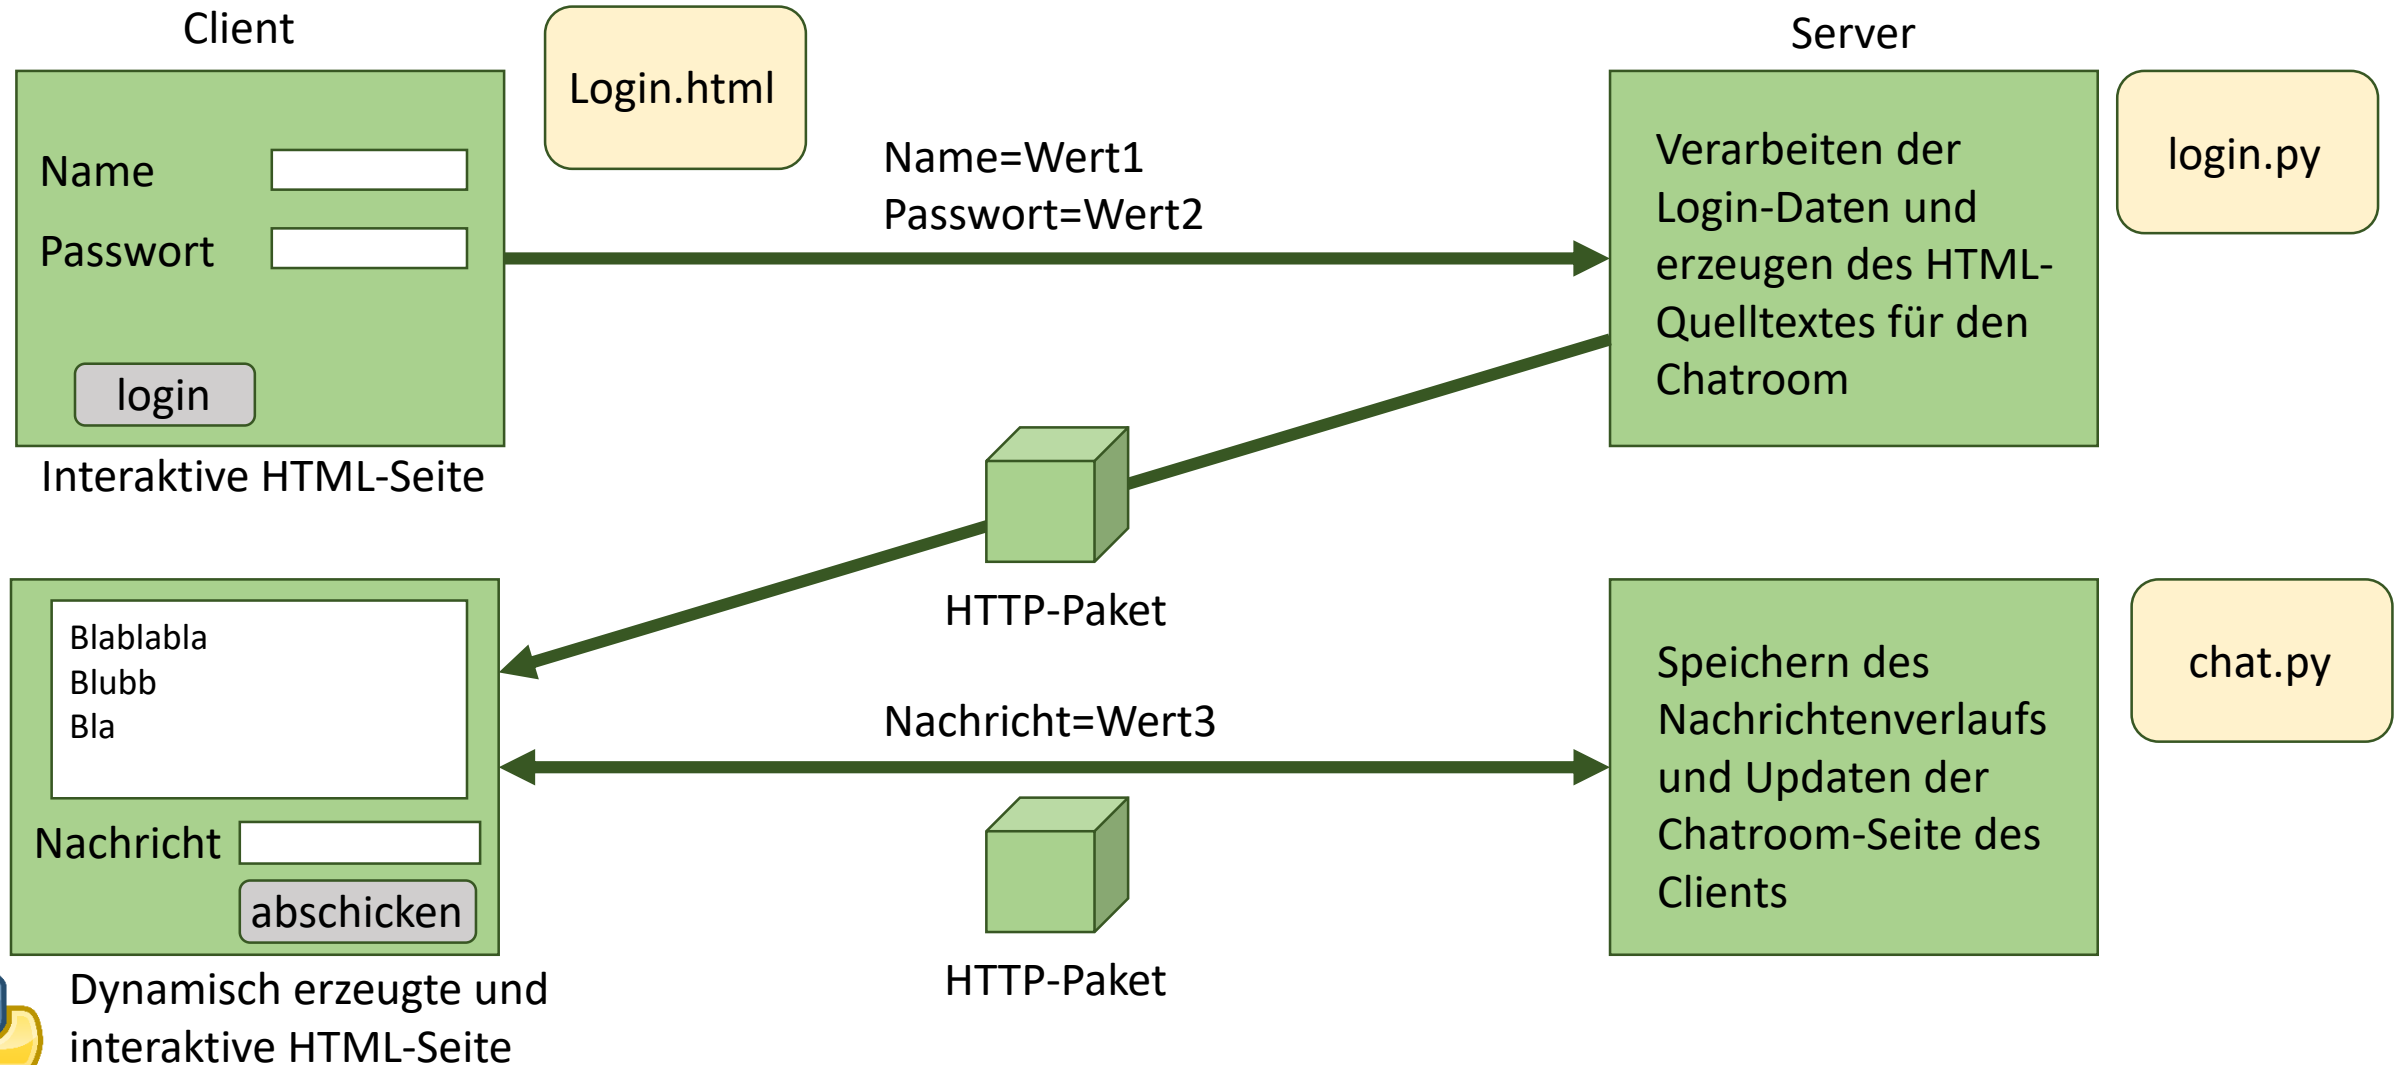 Client
Login.html
Server
Name
Passwort
login
Interaktive HTML-Seite
Name=Wert1
Passwort=Wert2
Verarbeiten der
Login-Daten und
erzeugen des HTML-
Quelltextes für den
Chatroom
login.py
HTTP-Paket
Blablabla
Blubb
Bla
Nachricht
abschicken
Dynamisch erzeugte und
interaktive HTML-Seite
Nachricht=Wert3
HTTP-Paket
Speichern des
Nachrichtenverlaufs
und Updaten der
Chatroom-Seite des
Clients
chat.py